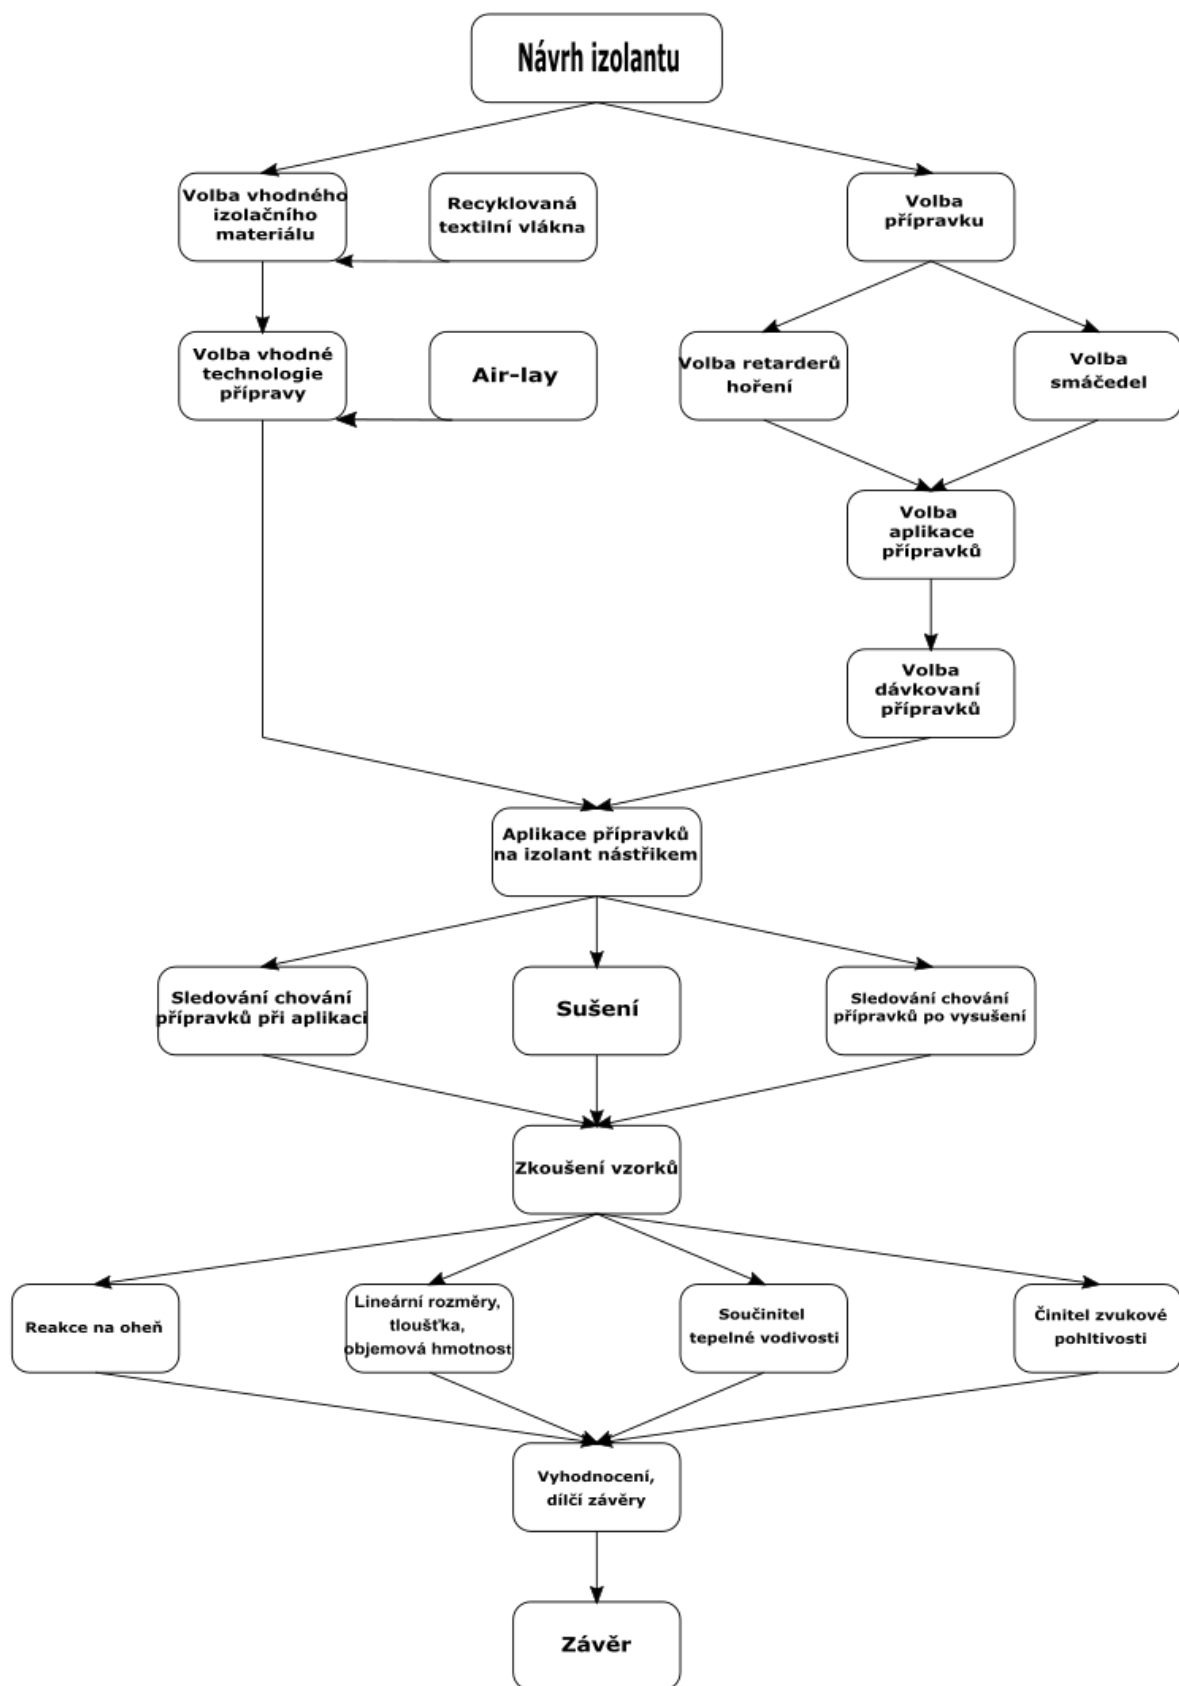 Návrh izolantu
Volba vhodného
izolačního
materiálu
Recyklovaná
textilní vlákna
Volba
přípravku
Volba vhodné
technologie
přípravy
Air-lay
Volba retarderů
hoření
Volba
smáčedel
Volba
aplikace
přípravků
Volba
dávkovaní
přípravků
Aplikace přípravků
na izolant nástřikem
Sledování chování
přípravků při aplikaci
Sušení
Sledování chování
přípravků po vysušení
Zkoušení vzorků
Reakce na oheň
Lineární rozměry,
tloušťka,
objemová hmotnost
Součinitel
tepelné vodivosti
Činitel zvukové
pohltivosti
Vyhodnocení,
dílčí závěry
Závěr